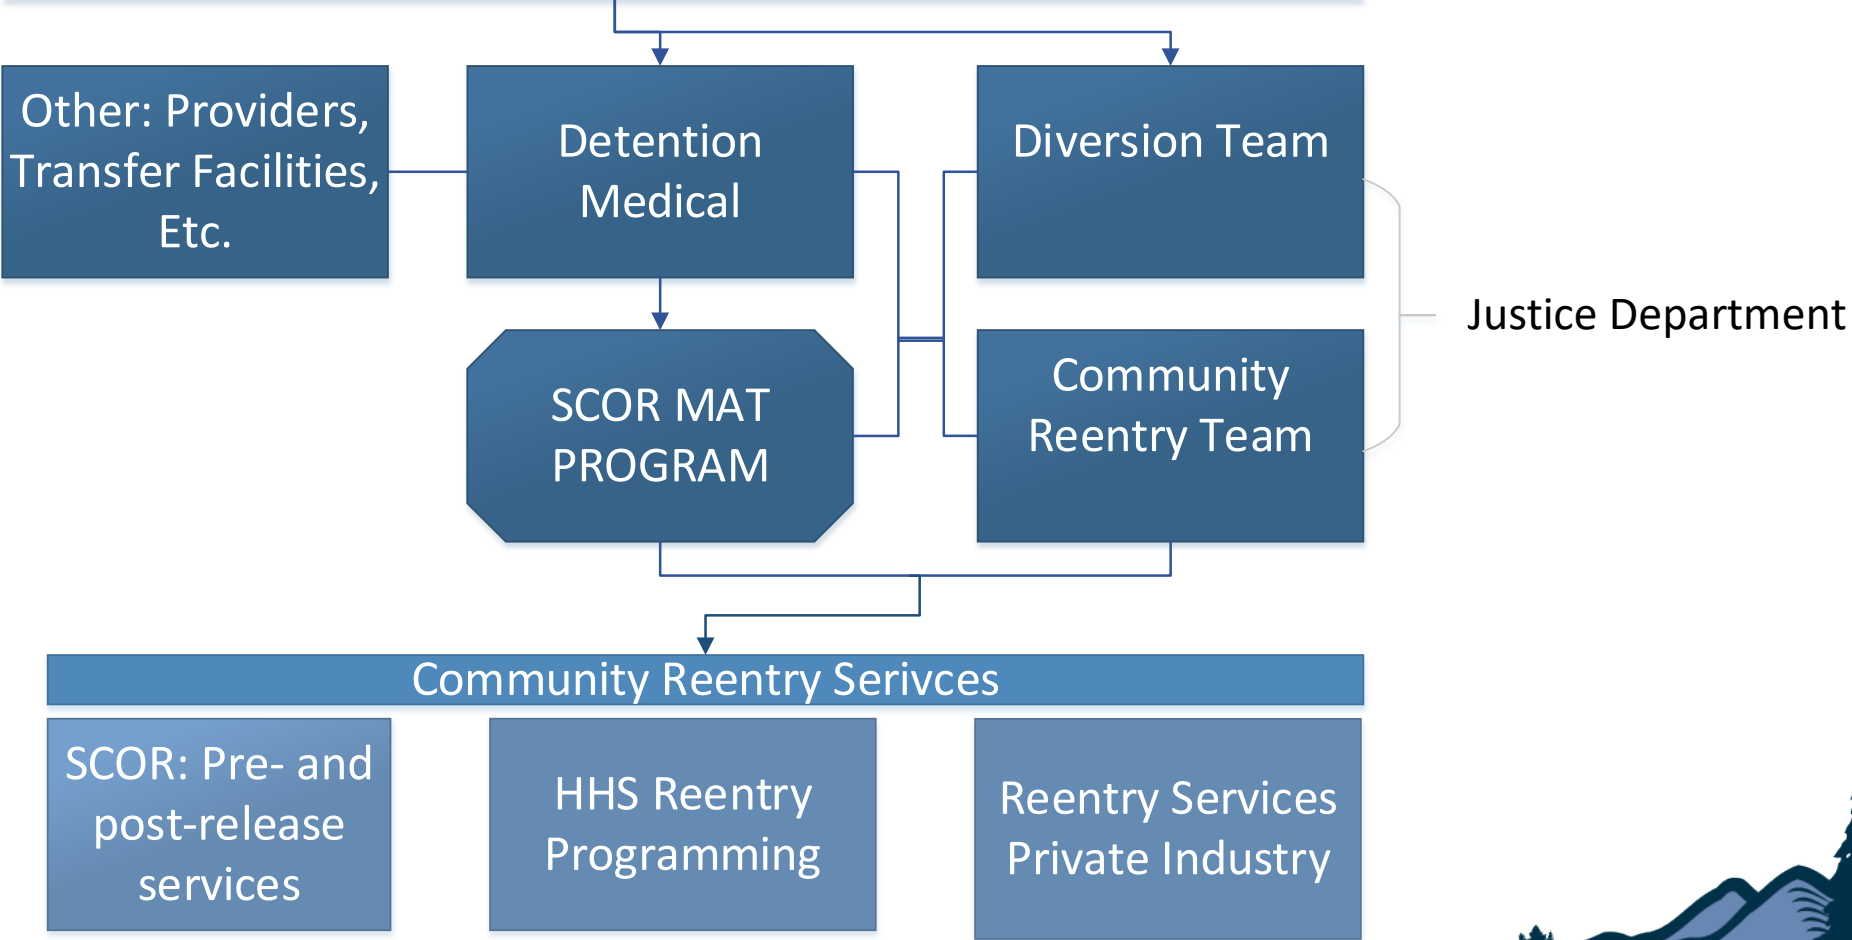 Other: Providers,
Transfer Facilities,
Etc.
Detention
Medical
Diversion Team
Justice Department
SCOR MAT
PROGRAM
Community
Reentry Team
Community Reentry Serivces
SCOR: Pre- and
post-release
services
HHS Reentry
Programming
Reentry Services
Private Industry